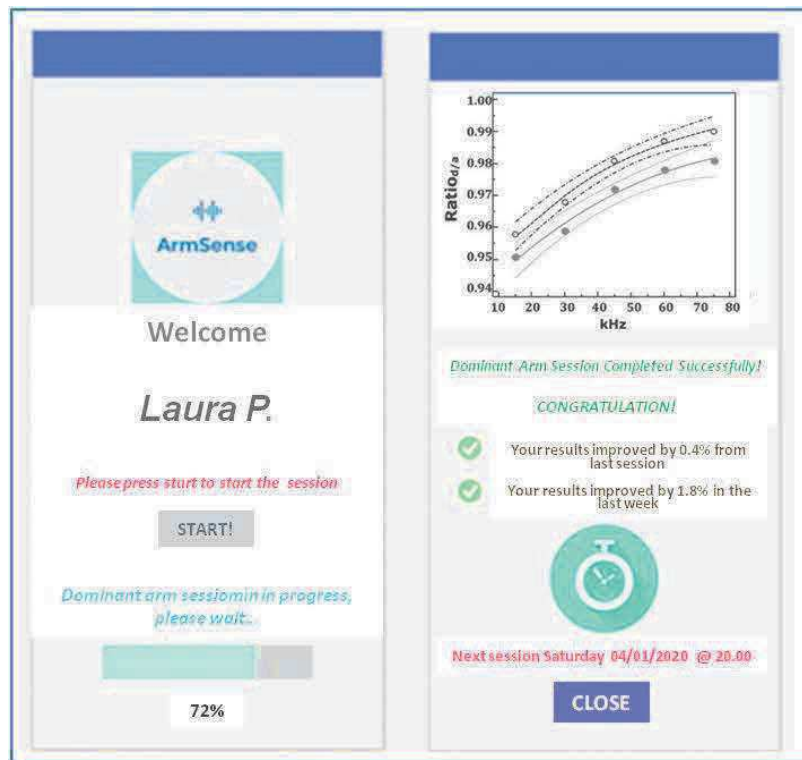 ArmSense
Welcome
Laura P.
Please press sturt to start the session
START!
Dominant arm sessiomin in progress,
please wait..
72%
1.00
0.99
0.98
0.97
0.96
0.95
0.94
Ratio d/a
10 20 30 40 50 60 70 80
kHz
Dominant Arm Session Completed Successfully!
CONGRATULATION!
Your results improved by 0.4% from
last session
Your results improved by 1.8% in the
last week
Next session Saturday 04/01/2020 @ 20.00
CLOSE